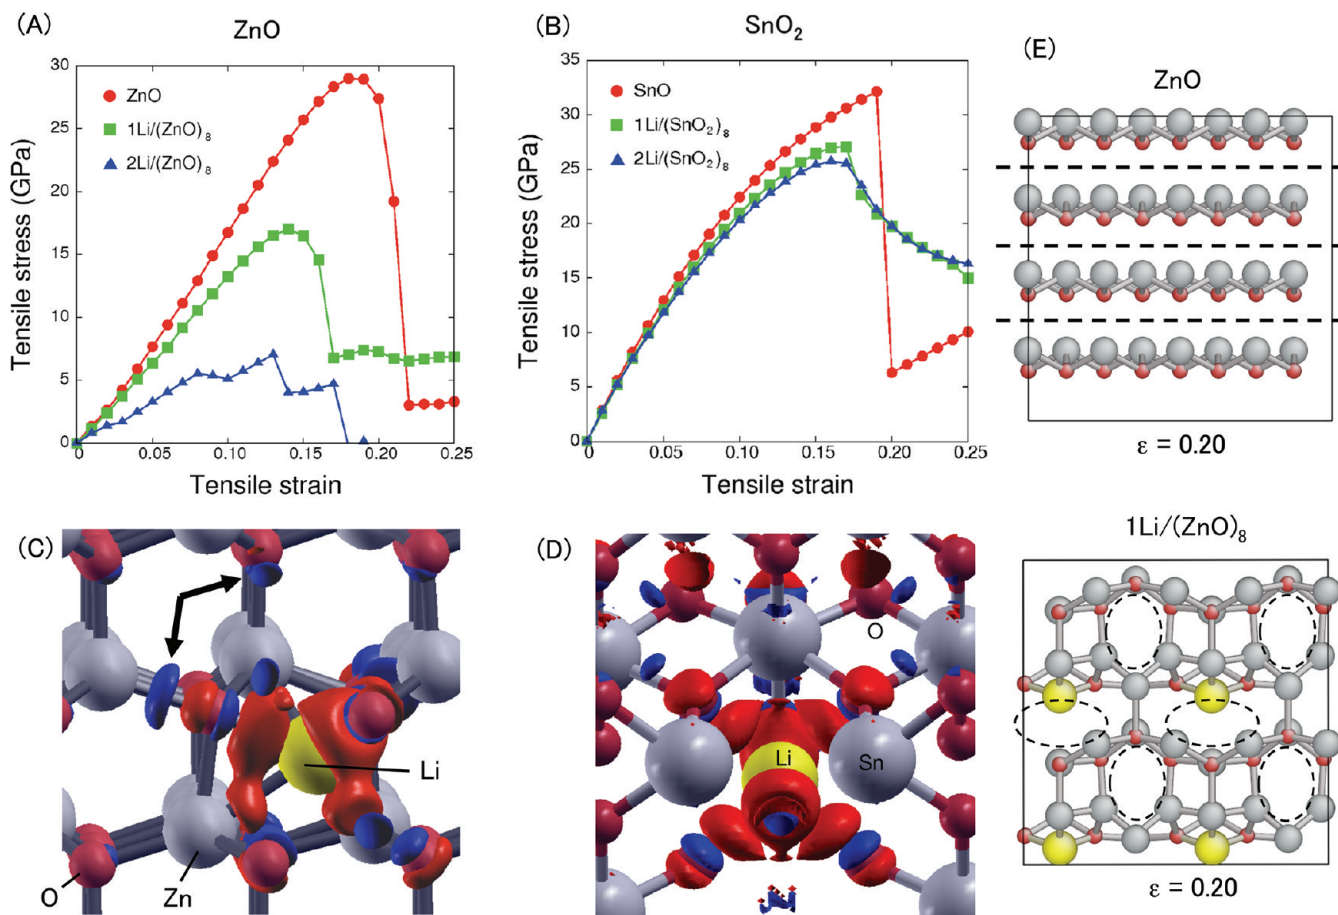 (A)
ZnO
Tensile stress (GPa)
30
25
20
15
10
5
0
ZnO
1Li/(ZnO)8
2Li/(ZnO)8
0 0.05 0.10 0.15 0.20 0.25
Tensile strain
(B)
SnO2
Tensile stress (GPa)
35
30
25
20
15
10
5
0
SnO
1Li/(SnO2)8
2Li/(SnO2)8
0 0.05 0.10 0.15 0.20 0.25
Tensile strain
(E)
ZnO
ε = 0.20
(C)
Li
O
Zn
(D)
O
Li
Sn
1Li/(ZnO)8
ε = 0.20